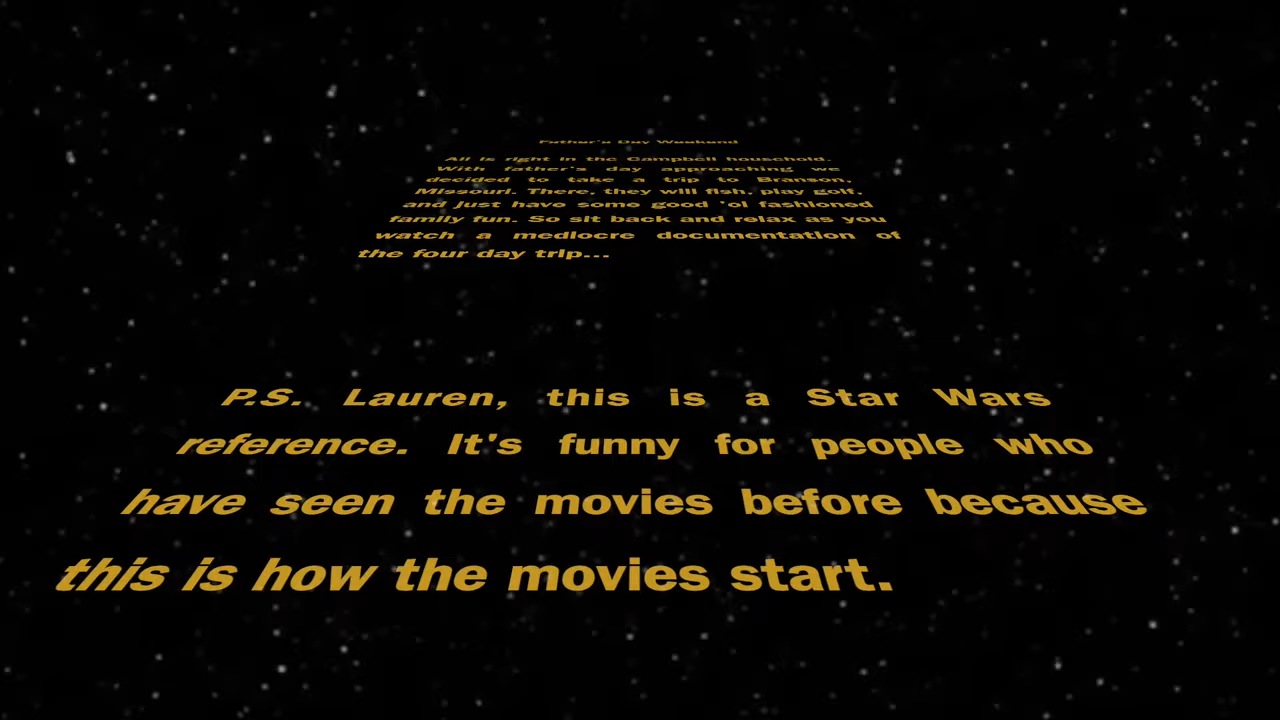 Father's Day Weekend
All is right in the Campbell household.
With father's day approaching we
decided to take a trip to Branson,
Missouri. There, they will fish, play golf,
and just have some good 'ol fashioned
family fun. So sit back and relax as you
watch a mediocre documentation of
the four day trip...
P.S. Lauren, this is a Star Wars
reference. It's funny for people who
have seen the movies before because
this is how the movies start.